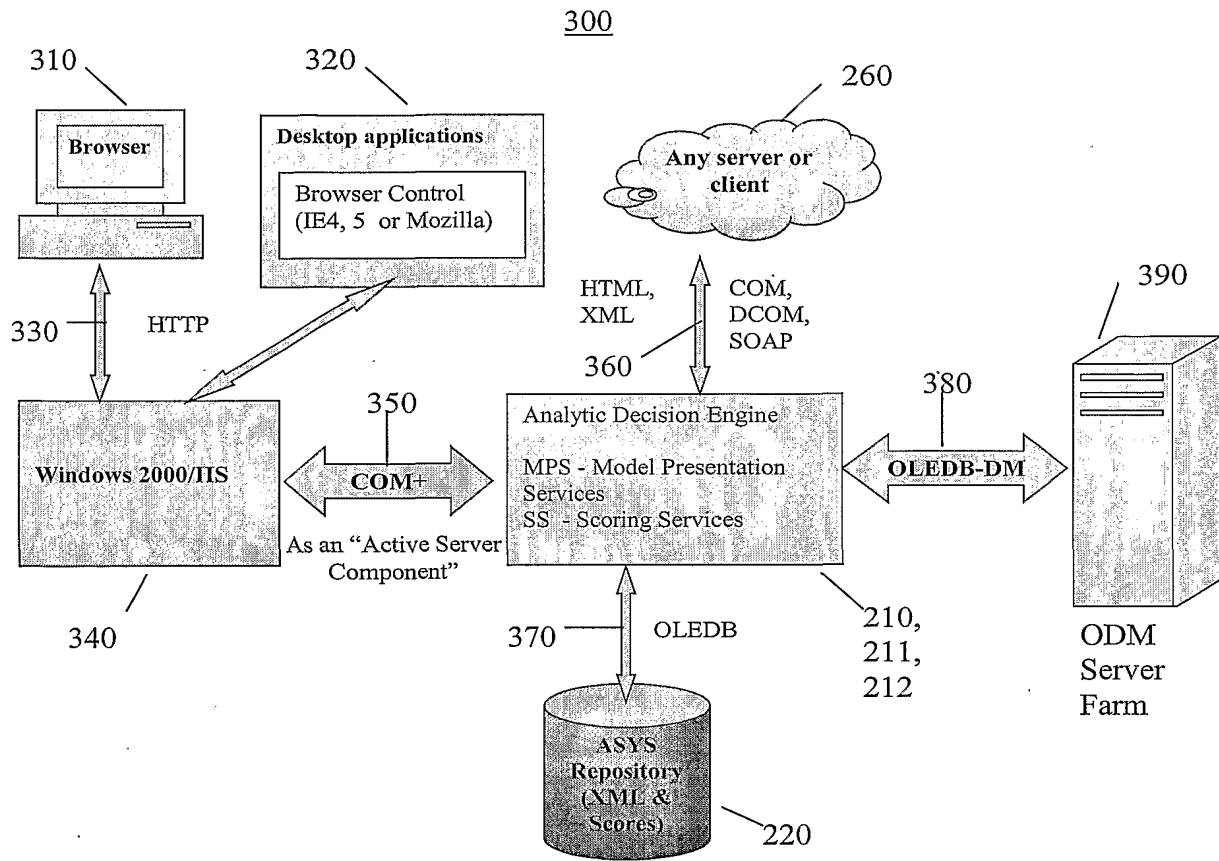 300
310
320
260
Browser
Desktop applications
Browser Control
(IE4, 5 or Mozilla)
Any server or
client
390
330
HTTP
HTML,
XML
COM,
DCOM,
SOAP
360
350
380
Windows 2000/IIS
COM+
As an “Active Server
Component”
Analytic Decision Engine
MPS - Model Presentation
Services
SS - Scoring Services
OLEDB-DM
340
370
OLEDB
210,
211,
212
ODM
Server
Farm
ASYS
Repository
(XML &
Scores)
220